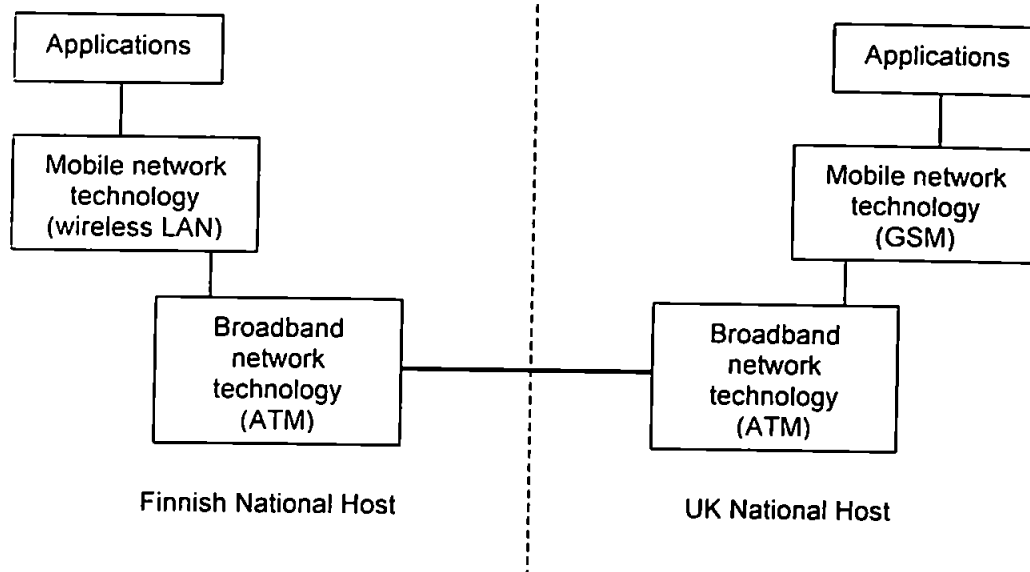 Applications
Mobile network
technology
(wireless LAN)
Broadband
network
technology
(ATM)
Finnish National Host
Applications
Mobile network
technology
(GSM)
Broadband
network
technology
(ATM)
UK National Host